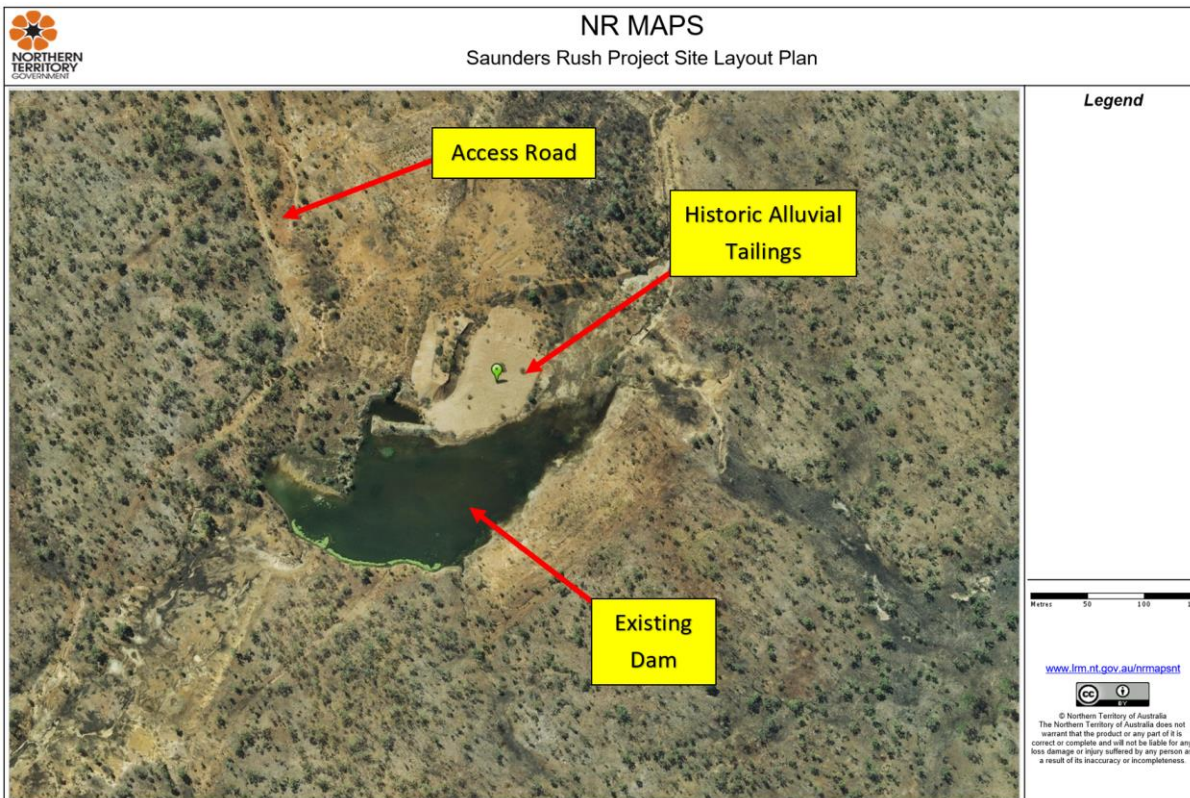 NORTHERN
TERRITORY
GOVERNMENT
NR MAPS
Saunders Rush Project Site Layout Plan
Access Road
Historic Alluvial
Tailings
Existing
Dam
Legend
Metres 50 100 1
www.lrm.nt.gov.au/nrmapsnt
cc BY
© Northern Territory of Australia
The Northern Territory of Australia does not
warrant that the product or any part of it is
correct or complete and will not be liable for any
loss damage or injury suffered by any person as
a result of its inaccuracy or incompleteness.